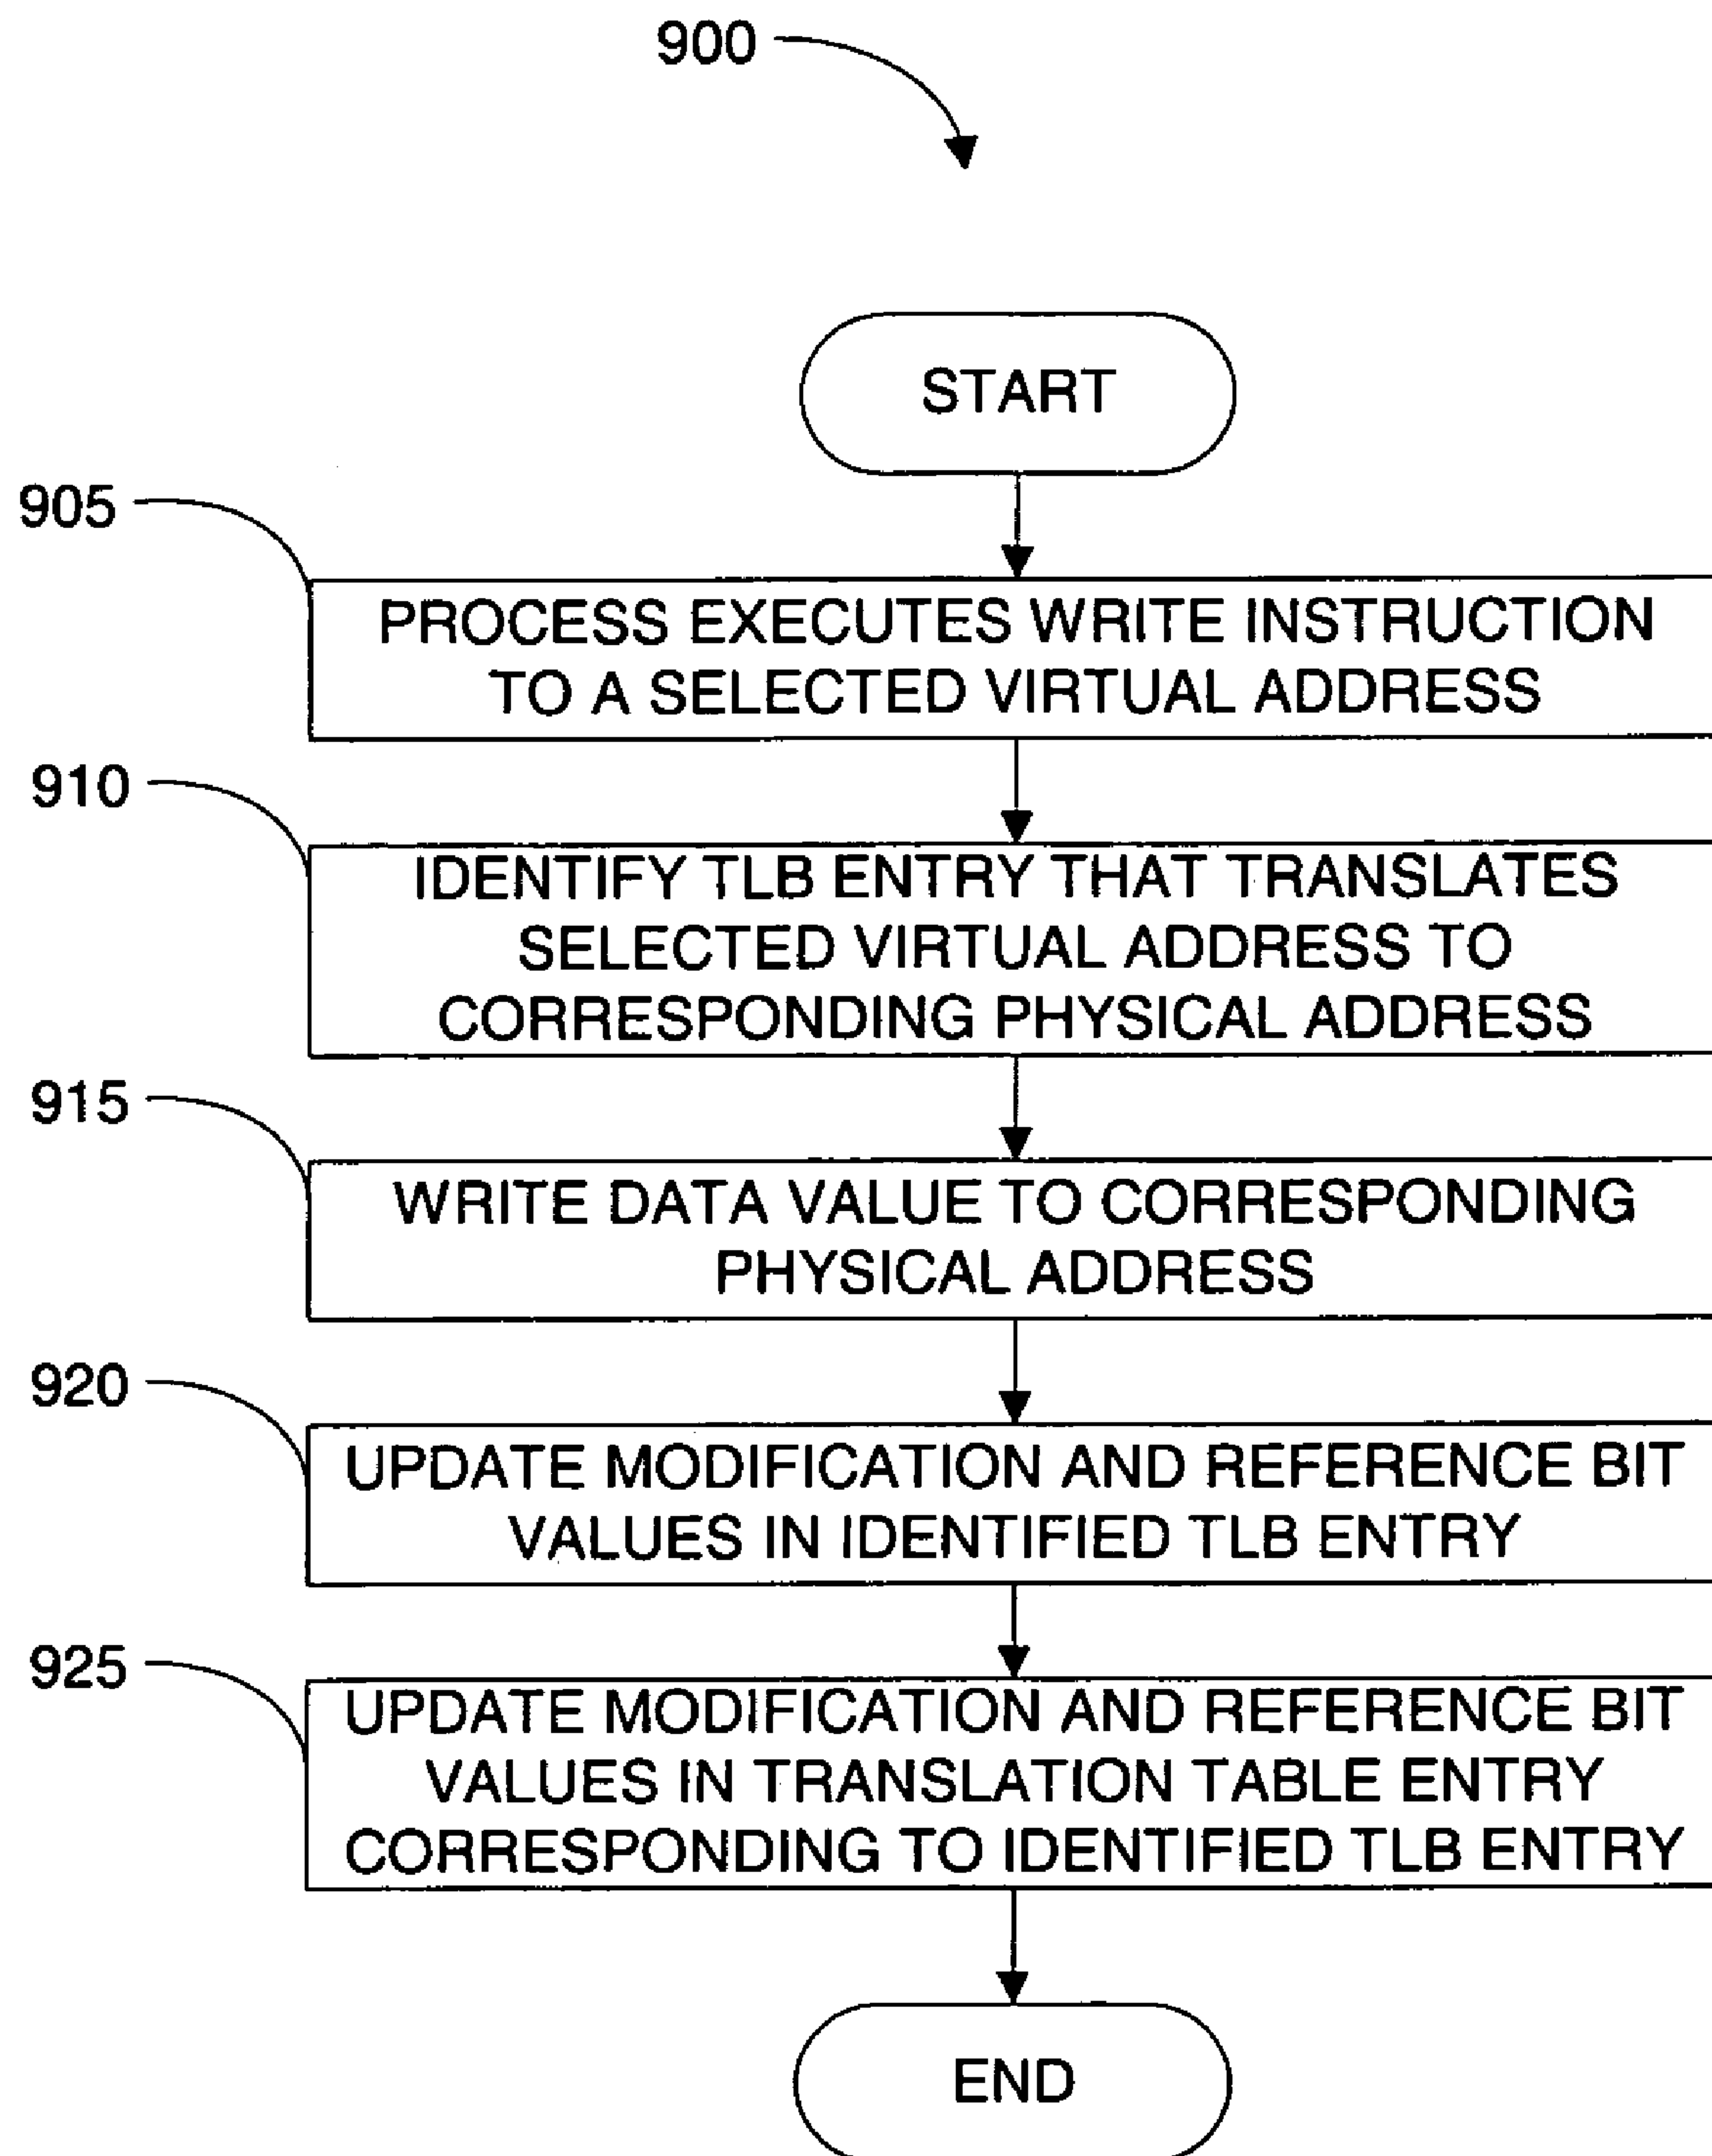 900
START
905
PROCESS EXECUTES WRITE INSTRUCTION
TO A SELECTED VIRTUAL ADDRESS
910
IDENTIFY TLB ENTRY THAT TRANSLATES
SELECTED VIRTUAL ADDRESS TO
CORRESPONDING PHYSICAL ADDRESS
915
WRITE DATA VALUE TO CORRESPONDING
PHYSICAL ADDRESS
920
UPDATE MODIFICATION AND REFERENCE BIT
VALUES IN IDENTIFIED TLB ENTRY
925
UPDATE MODIFICATION AND REFERENCE BIT
VALUES IN TRANSLATION TABLE ENTRY
CORRESPONDING TO IDENTIFIED TLB ENTRY
END